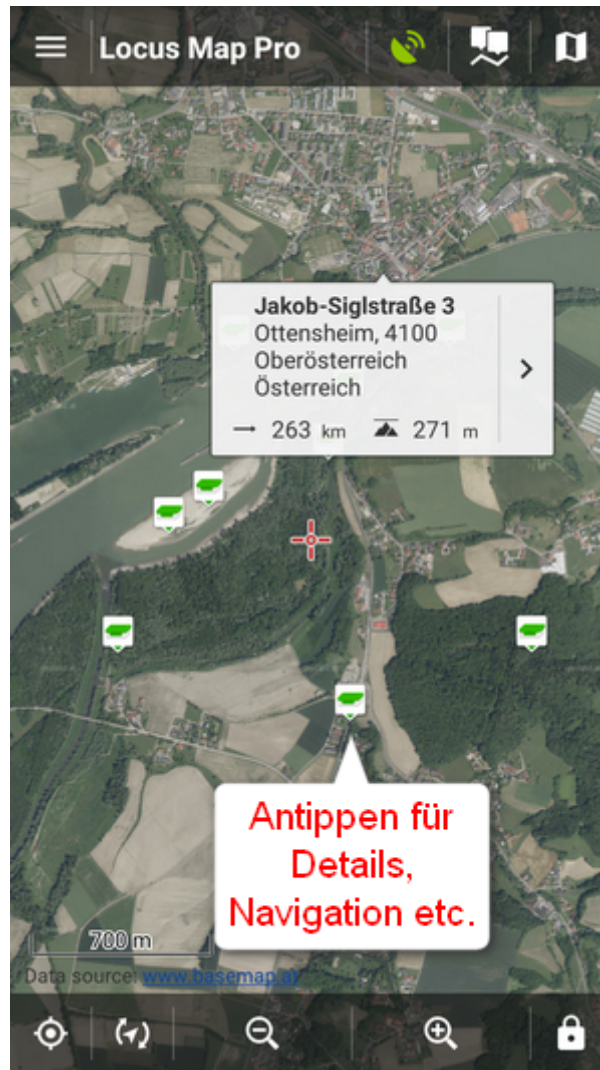 Locus Map Pro
Jakob-Siglstraße 3
Ottensheim, 4100
Oberösterreich
Österreich
263 km 271 m
Antippen für
Details,
Navigation etc.
700 m
Data source: www.basemap.at